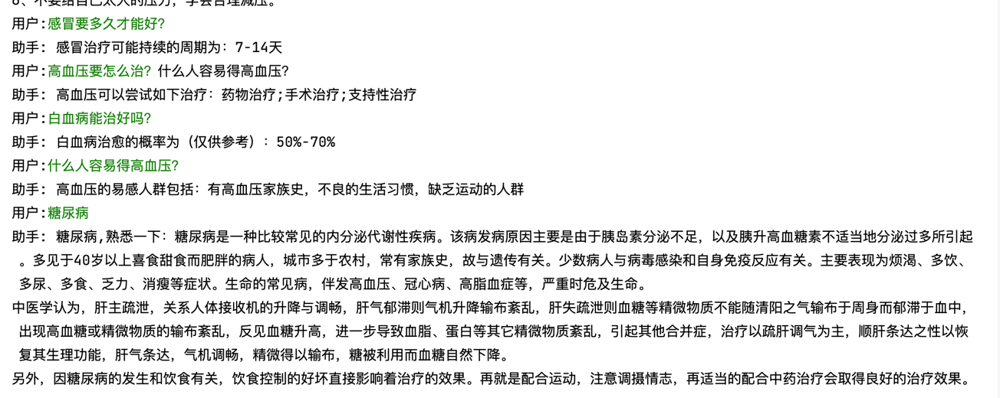 8、不要给自己太大的压力，学会合理减压。
用户:感冒要多久才能好?
助手: 感冒治疗可能持续的周期为：7-14天
用户:高血压要怎么治? 什么人容易得高血压?
助手: 高血压可以尝试如下治疗：药物治疗;手术治疗;支持性治疗
用户:白血病能治好吗?
助手: 白血病治愈的概率为（仅供参考）：50%-70%
用户:什么人容易得高血压?
助手: 高血压的易感人群包括：有高血压家族史，不良的生活习惯，缺乏运动的人群
用户:糖尿病
助手: 糖尿病,熟悉一下：糖尿病是一种比较常见的内分泌代谢性疾病。该病发病原因主要是由于胰岛素分泌不足，以及胰升高血糖素不适当地分泌过多所引起
。多见于40岁以上喜食甜食而肥胖的病人，城市多于农村，常有家族史，故与遗传有关。少数病人与病毒感染和自身免疫反应有关。主要表现为烦渴、多饮、
多尿、多食、乏力、消瘦等症状。生命的常见病，伴发高血压、冠心病、高脂血症等，严重时危及生命。
中医学认为，肝主疏泄，关系人体接收机的升降与调畅，肝气郁滞则气机升降输布紊乱，肝失疏泄则血糖等精微物质不能随清阳之气输布于周身而郁滞于血中，
出现高血糖或精微物质的输布紊乱，反见血糖升高，进一步导致血脂、蛋白等其它精微物质紊乱，引起其他合并症，治疗以疏肝调气为主，顺肝条达之性以恢
复其生理功能，肝气条达，气机调畅，精微得以输布，糖被利用而血糖自然下降。
另外，因糖尿病的发生和饮食有关，饮食控制的好坏直接影响着治疗的效果。再就是配合运动，注意调摄情志，再适当的配合中药治疗会取得良好的治疗效果。